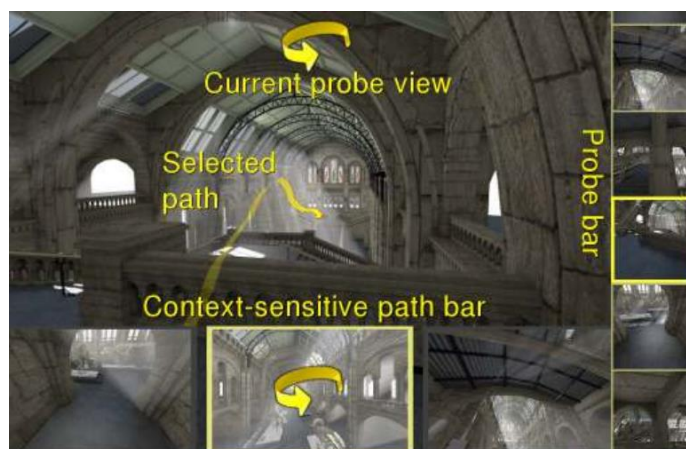 Current probe view
Selected
path
Probe bar
Context-sensitive path bar